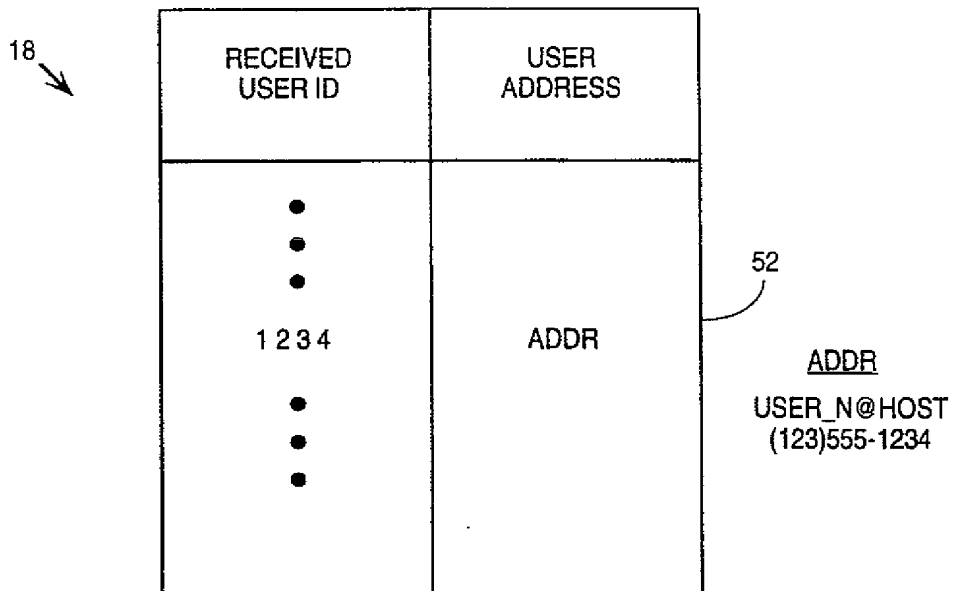 18
RECEIVED
USER ID
USER
ADDRESS
52
1 2 3 4
ADDR
ADDR
USER_N@HOST
(123)555-1234